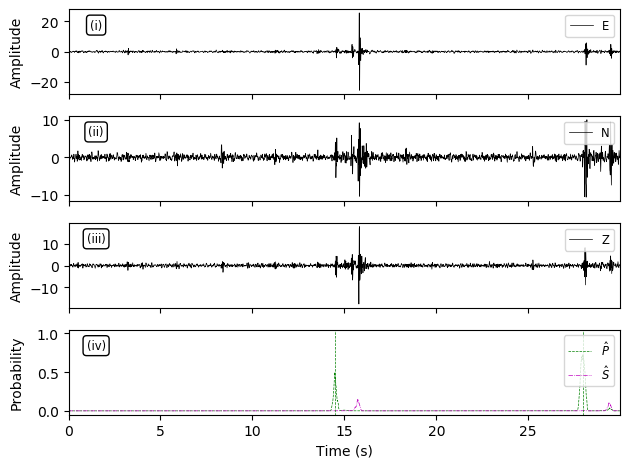 (i)
E
20
0
−20
Amplitude
(ii)
N
10
0
−10
Amplitude
(iii)
Z
10
0
−10
Amplitude
(iv)
P̂
Ŝ
1.0
0.5
0.0
Probability
0 5 10 15 20 25
Time (s)